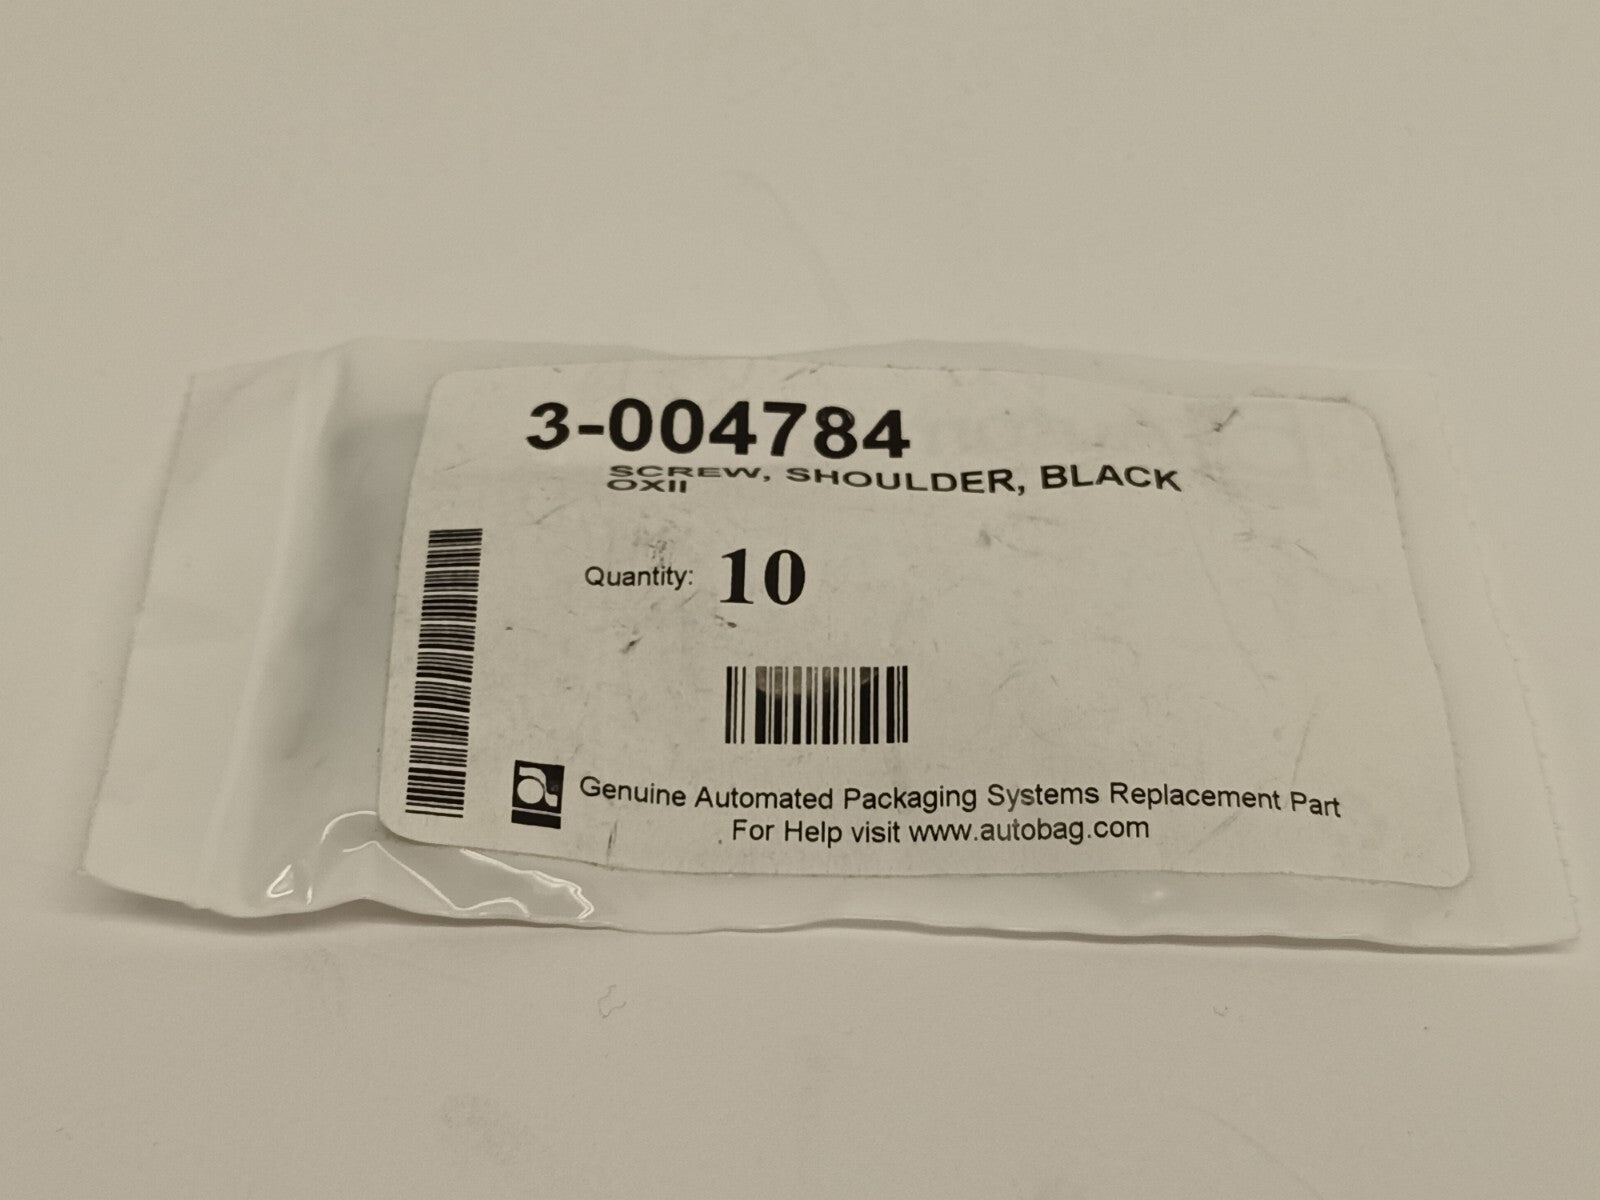 3-004784
SCREW, SHOULDER, BLACK
OXII
Quantity: 10
a
Genuine Automated Packaging Systems Replacement Part
For Help visit www.autobag.com